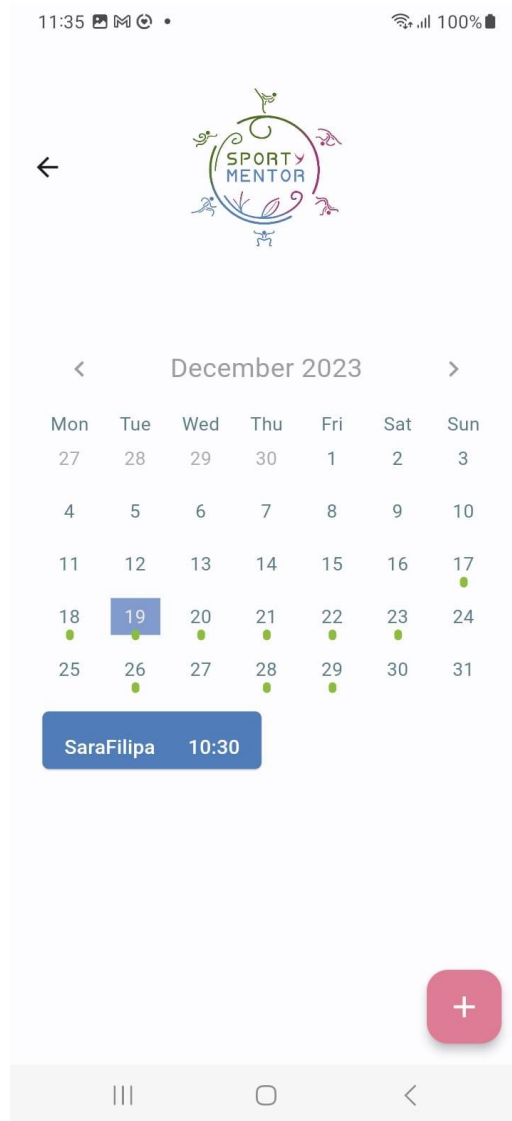 11:35 100%
SPORTY
MENTOR
December 2023
Mon Tue Wed Thu Fri Sat Sun
27 28 29 30 1 2 3
4 5 6 7 8 9 10
11 12 13 14 15 16 17
18 19 20 21 22 23 24
25 26 27 28 29 30 31
SaraFilipa 10:30
+